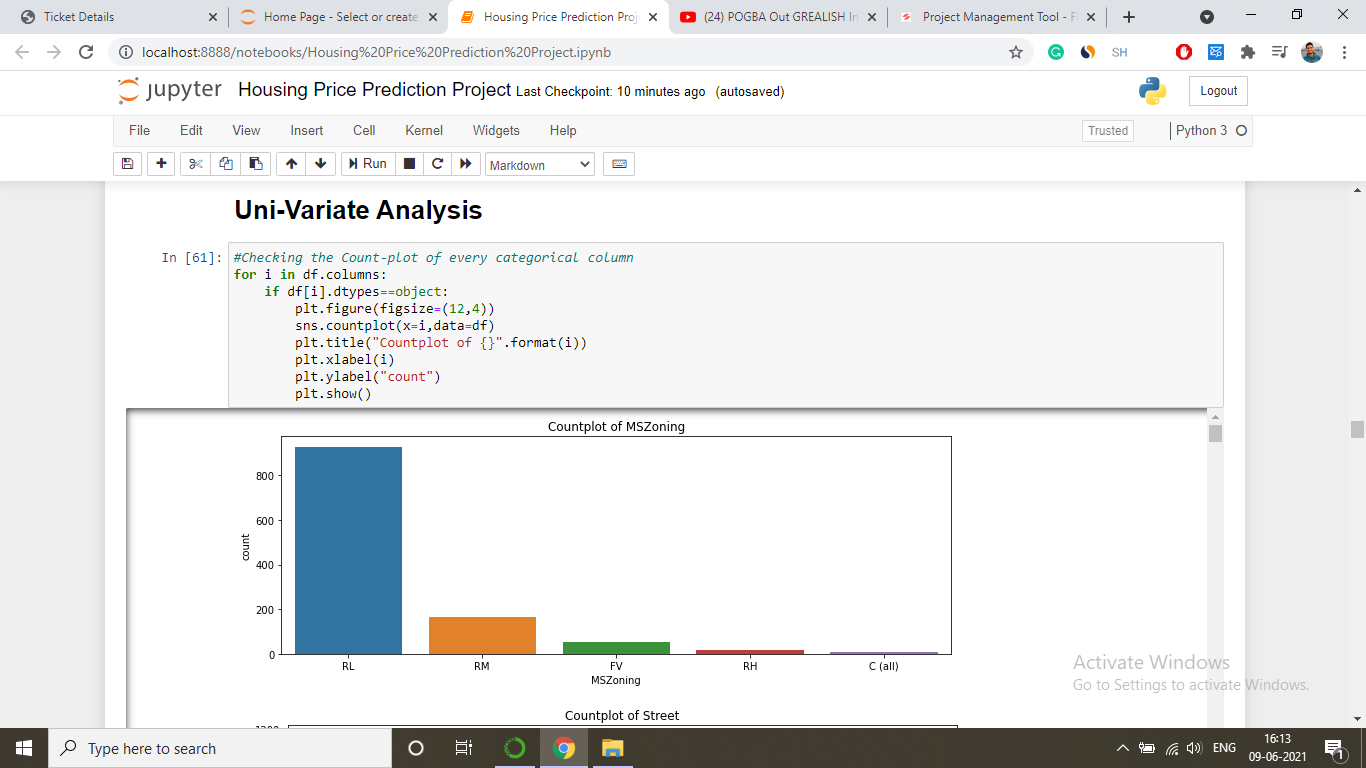 Ticket Details
Home Page - Select or create
Housing Price Prediction Proj
(24) POGBA Out GREALISH In
Project Management Tool - F
localhost:8888/notebooks/Housing%20Price%20Prediction%20Project.ipynb
SH
jupyter Housing Price Prediction Project Last Checkpoint: 10 minutes ago (autosaved)
Logout
File Edit View Insert Cell Kernel Widgets Help
Trusted
Python 3
Run
Markdown
Uni-Variate Analysis
In [61]:
#Checking the Count-plot of every categorical column
for i in df.columns:
    if df[i].dtypes==object:
        plt.figure(figsize=(12,4))
        sns.countplot(x=i,data=df)
        plt.title("Countplot of {}".format(i))
        plt.xlabel(i)
        plt.ylabel("count")
        plt.show()
Countplot of MSZoning
800
600
400
200
0
count
RL RM FV RH C (all)
MSZoning
Countplot of Street
Activate Windows
Go to Settings to activate Windows.
Type here to search
ENG
16:13
09-06-2021
1